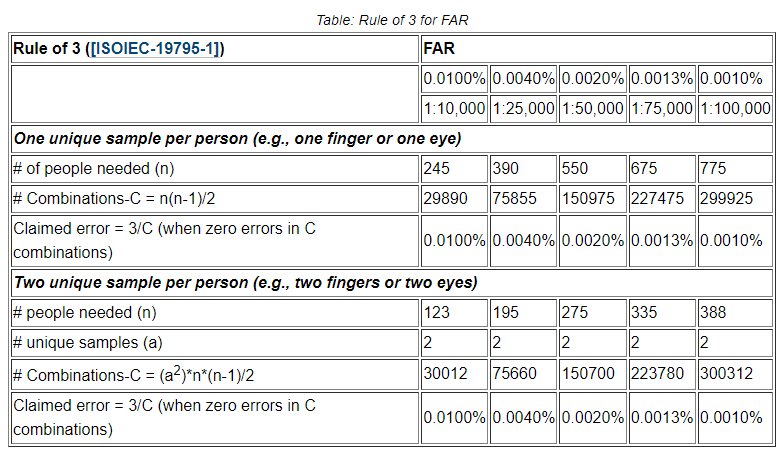 Table: Rule of 3 for FAR
Rule of 3 ([ISOIEC-19795-1]) FAR
0.0100% 0.0040% 0.0020% 0.0013% 0.0010%
1:10,000 1:25,000 1:50,000 1:75,000 1:100,000
One unique sample per person (e.g., one finger or one eye)
# of people needed (n) 245 390 550 675 775
# Combinations-C = n(n-1)/2 29890 75855 150975 227475 299925
Claimed error = 3/C (when zero errors in C
combinations) 0.0100% 0.0040% 0.0020% 0.0013% 0.0010%
Two unique sample per person (e.g., two fingers or two eyes)
# people needed (n) 123 195 275 335 388
# unique samples (a) 2 2 2 2 2
# Combinations-C = (a²)*n*(n-1)/2 30012 75660 150700 223780 300312
Claimed error = 3/C (when zero errors in C
combinations) 0.0100% 0.0040% 0.0020% 0.0013% 0.0010%